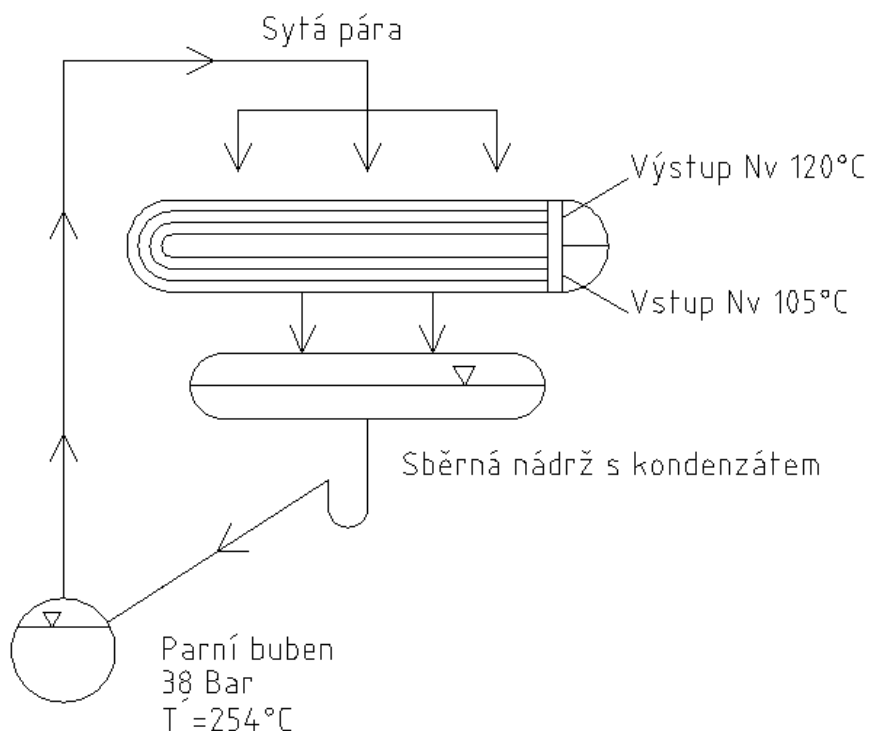 Sytá pára
Výstup Nv 120°C
Vstup Nv 105°C
Sběrná nádrž s kondenzátem
Parní buben
38 Bar
T´=254°C